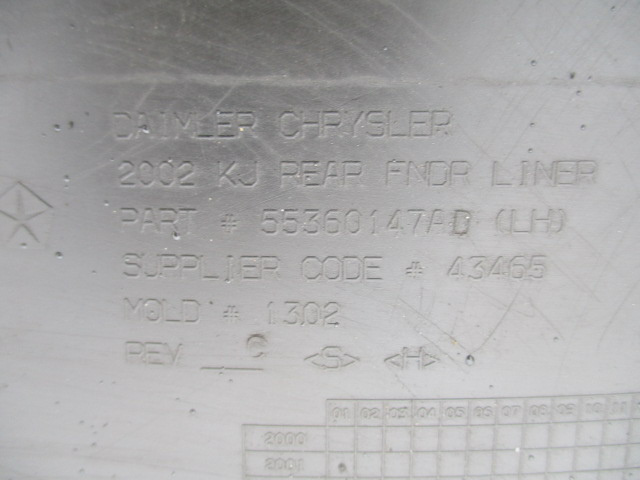 DAIMLER CHRYSLER
2002 KJ REAR FNDR LINER
PART # 55360147AD (LH)
SUPPLIER CODE # 43465
MOLD # 1302
REV C <S> <H>
01 02 03 04 05 06 07 08 09 10 11
2000
2001